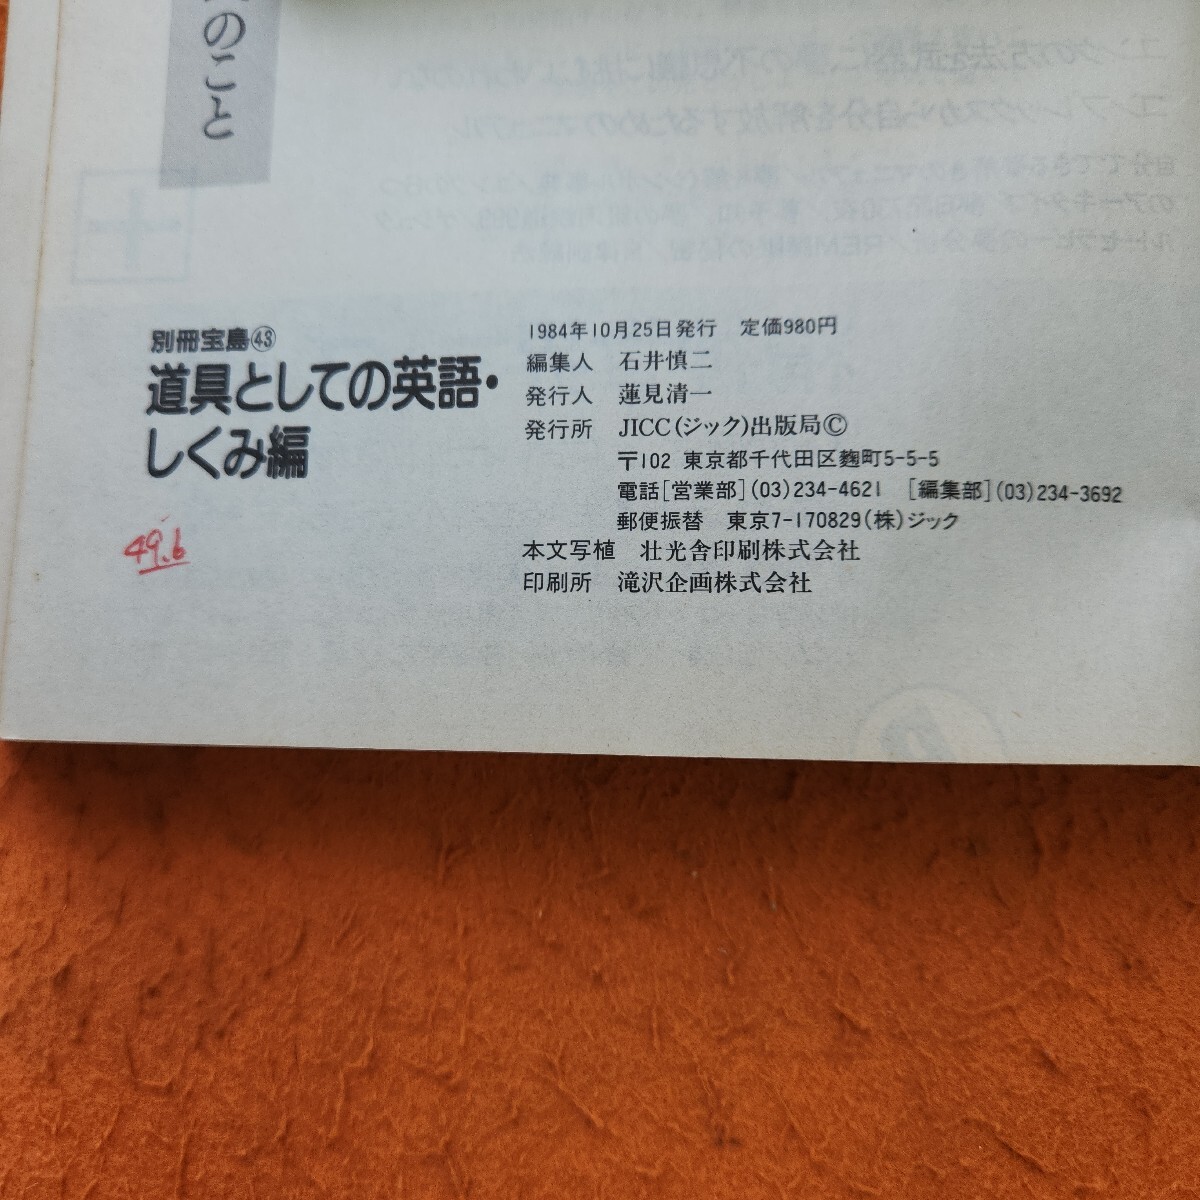 のこと
別冊宝島㊸
道具としての英語・
しくみ編
49.6
1984年10月25日発行 定価980円
編集人 石井慎二
発行人 蓮見清一
発行所 JICC(ジック)出版局©
〒102 東京都千代田区麹町5-5-5
電話[営業部](03)234-4621 [編集部](03)234-3692
郵便振替 東京7-170829(株)ジック
本文写植 壮光舎印刷株式会社
印刷所 滝沢企画株式会社